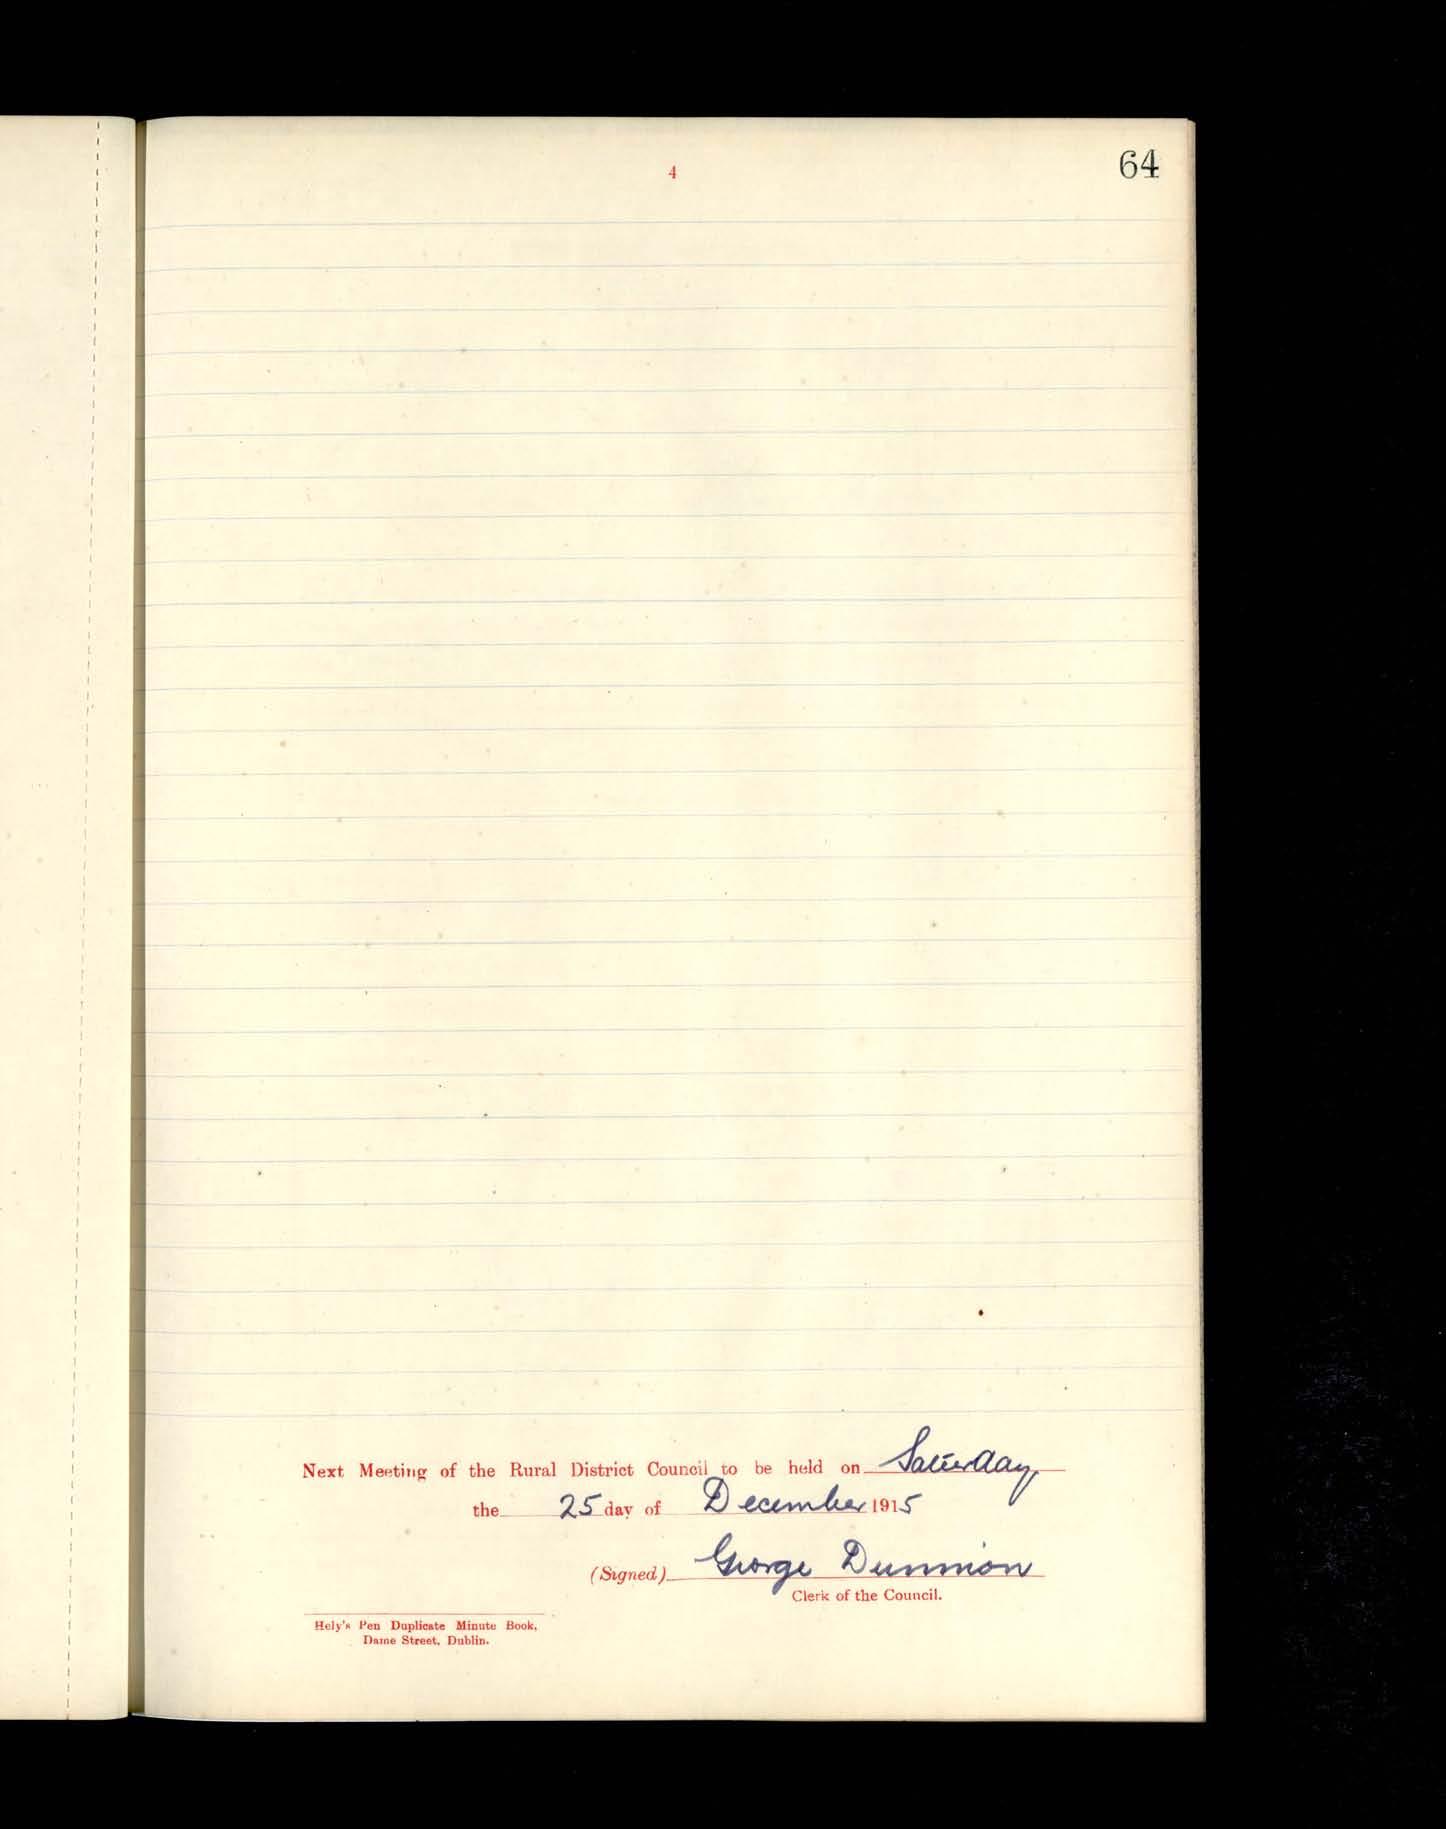 64
4
Next Meeting of the Rural District Council to be held on Saturday
the 25 day of December 1915
(Signed) George Dunnion
Clerk of the Council.
Hely's Pen Duplicate Minute Book,
Dame Street, Dublin.